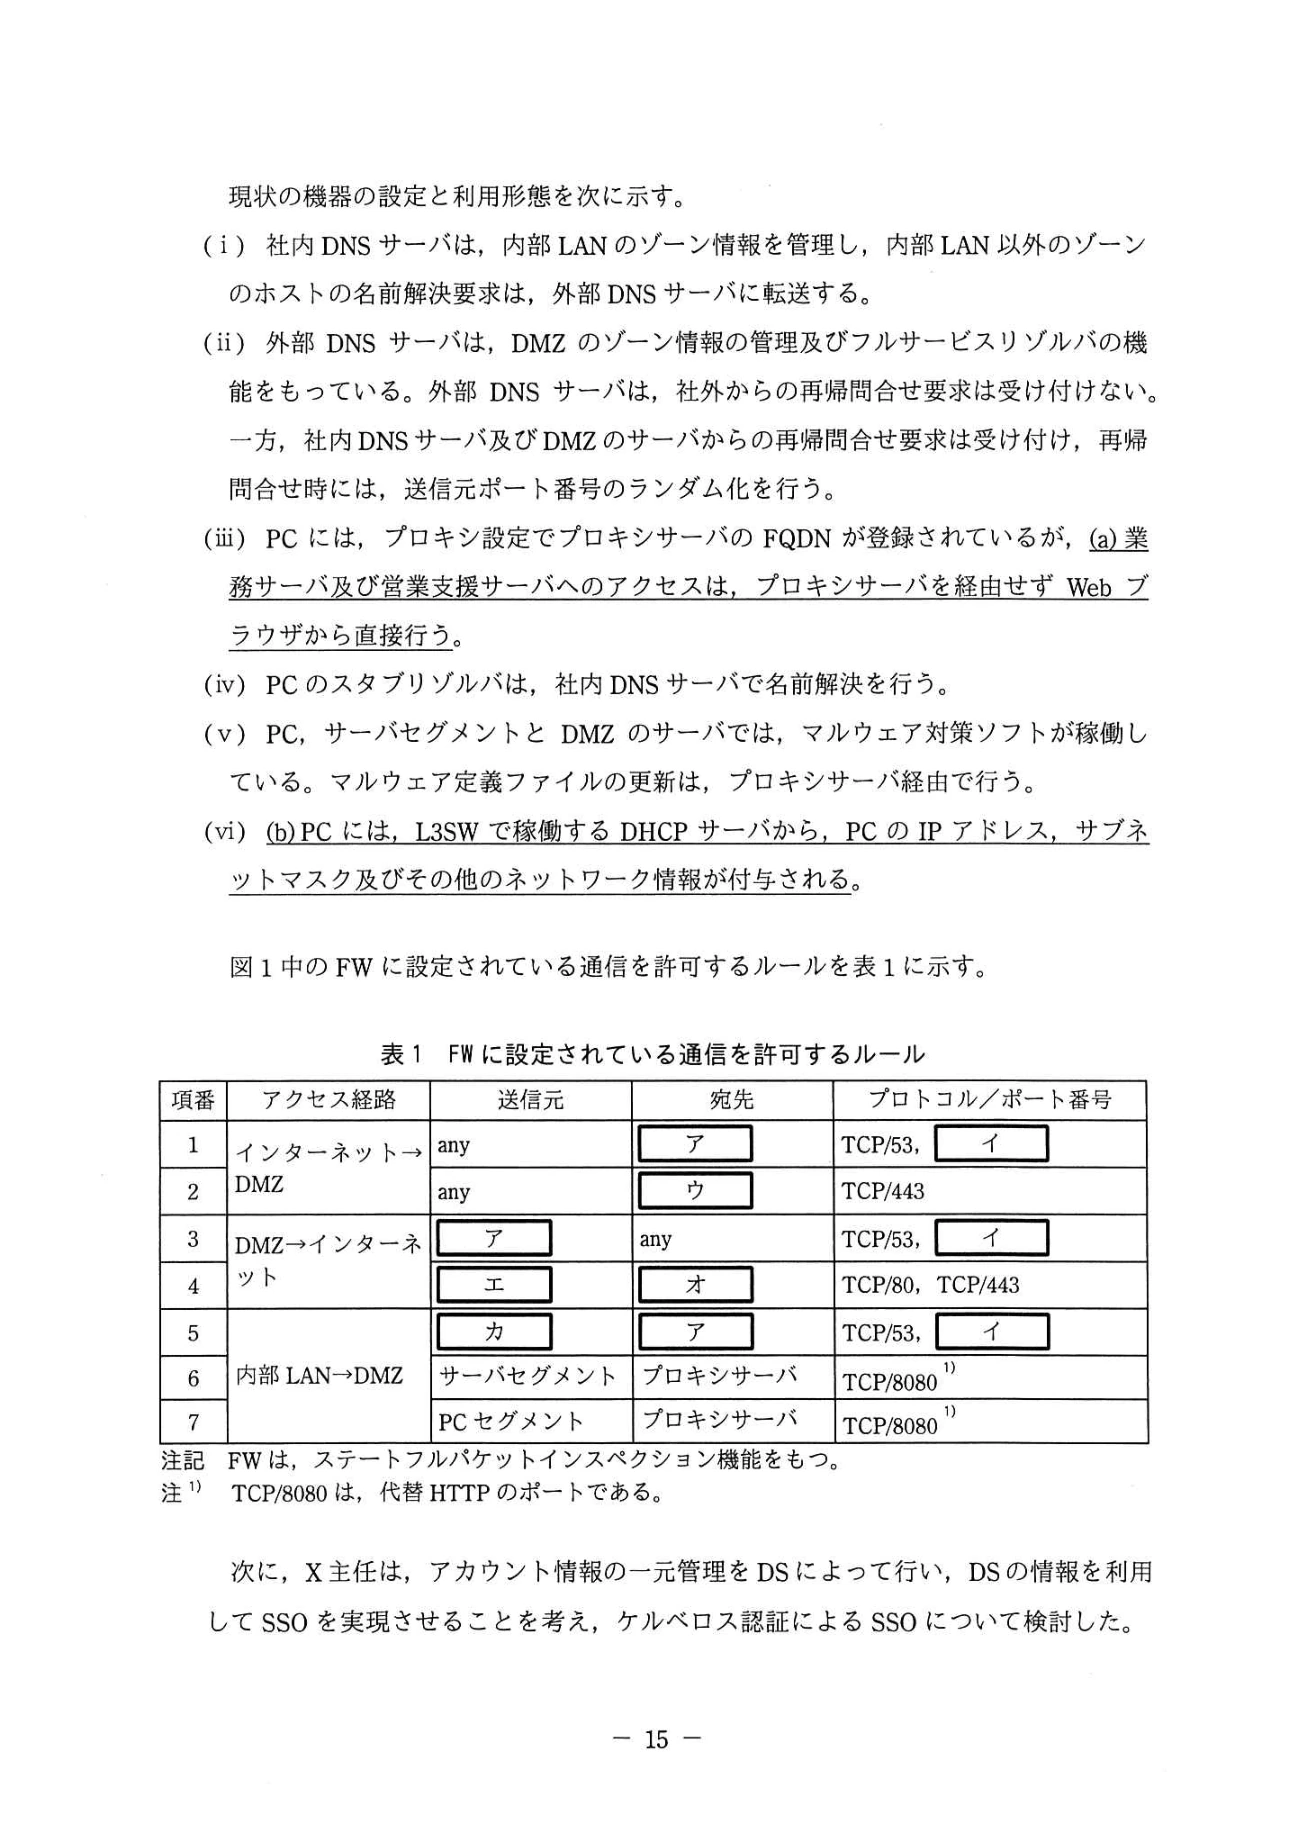 現状の機器の設定と利用形態を次に示す。
(ⅰ) 社内 DNS サーバは，内部 LAN のゾーン情報を管理し，内部 LAN 以外のゾーン
のホストの名前解決要求は，外部 DNS サーバに転送する。
(ⅱ) 外部 DNS サーバは，DMZ のゾーン情報の管理及びフルサービスリゾルバの機
能をもっている。外部 DNS サーバは，社外からの再帰問合せ要求は受け付けない。
一方，社内 DNS サーバ及び DMZ のサーバからの再帰問合せ要求は受け付け，再帰
問合せ時には，送信元ポート番号のランダム化を行う。
(ⅲ) PC には，プロキシ設定でプロキシサーバの FQDN が登録されているが，(a)業
務サーバ及び営業支援サーバへのアクセスは，プロキシサーバを経由せず Web ブ
ラウザから直接行う。
(ⅳ) PC のスタブリゾルバは，社内 DNS サーバで名前解決を行う。
(ⅴ) PC，サーバセグメントと DMZ のサーバでは，マルウェア対策ソフトが稼働し
ている。マルウェア定義ファイルの更新は，プロキシサーバ経由で行う。
(ⅵ) (b)PC には，L3SW で稼働する DHCP サーバから，PC の IP アドレス，サブネ
ットマスク及びその他のネットワーク情報が付与される。
図 1 中の FW に設定されている通信を許可するルールを表 1 に示す。
表 1 FW に設定されている通信を許可するルール
項番 アクセス経路 送信元 宛先 プロトコル／ポート番号
1 インターネット→DMZ any ア TCP/53， イ
2 any ウ TCP/443
3 DMZ→インターネット ア any TCP/53， イ
4 エ オ TCP/80，TCP/443
5 内部 LAN→DMZ カ ア TCP/53， イ
6 サーバセグメント プロキシサーバ TCP/8080 1)
7 PC セグメント プロキシサーバ TCP/8080 1)
注記 FW は，ステートフルパケットインスペクション機能をもつ。
注 1) TCP/8080 は，代替 HTTP のポートである。
次に，X 主任は，アカウント情報の一元管理を DS によって行い，DS の情報を利用
して SSO を実現させることを考え，ケルベロス認証による SSO について検討した。
－ 15 －